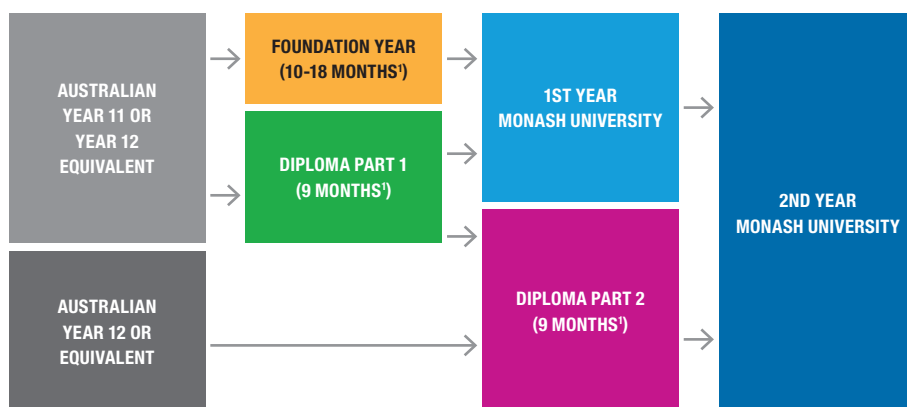 AUSTRALIAN
YEAR 11 OR
YEAR 12
EQUIVALENT
FOUNDATION YEAR
(10-18 MONTHS¹)
DIPLOMA PART 1
(9 MONTHS¹)
1ST YEAR
MONASH UNIVERSITY
2ND YEAR
MONASH UNIVERSITY
AUSTRALIAN
YEAR 12 OR
EQUIVALENT
DIPLOMA PART 2
(9 MONTHS¹)